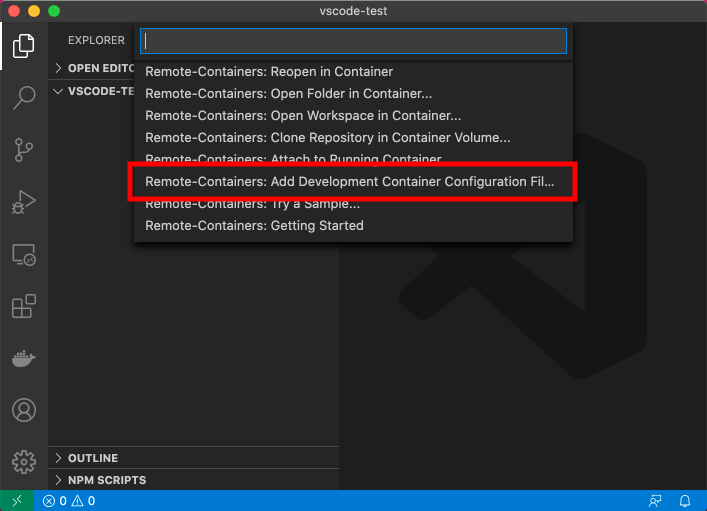 vscode-test
EXPLORER
OPEN EDITO
VSCODE-TE
Remote-Containers: Reopen in Container
Remote-Containers: Open Folder in Container...
Remote-Containers: Open Workspace in Container...
Remote-Containers: Clone Repository in Container Volume...
Remote-Containers: Attach to Running Container
Remote-Containers: Add Development Container Configuration Fil...
Remote-Containers: Try a Sample...
Remote-Containers: Getting Started
OUTLINE
NPM SCRIPTS
0 0